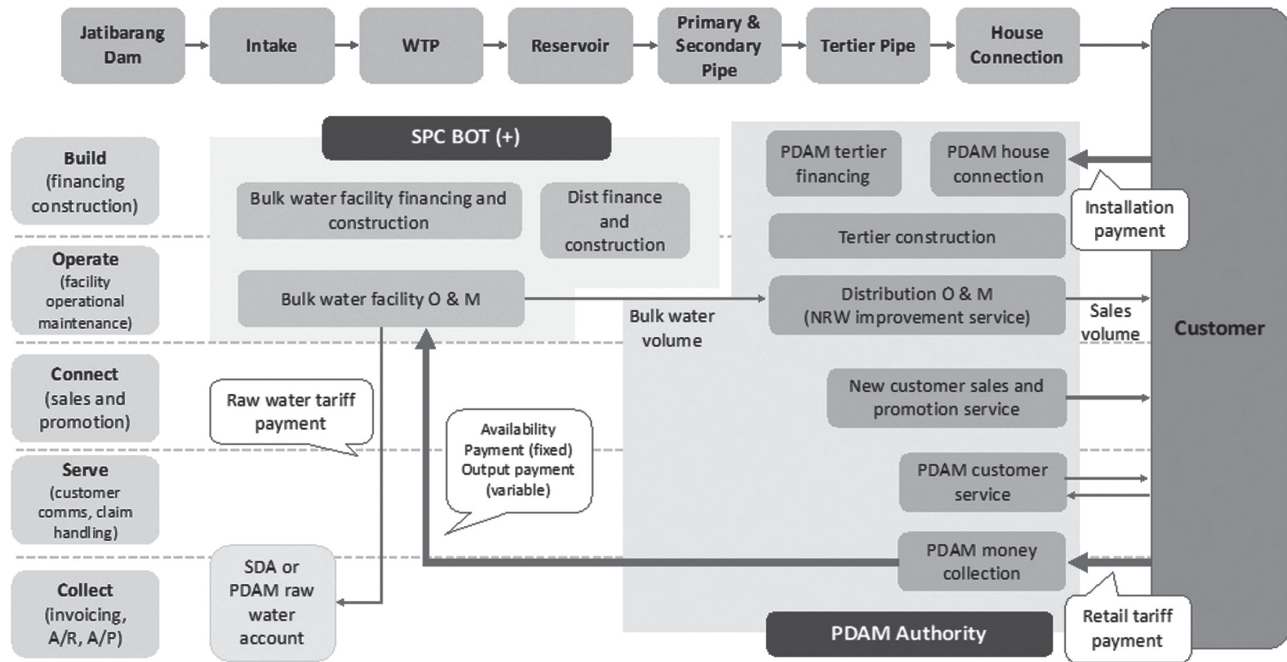 Jatibarang
Dam
Intake
WTP
Reservoir
Primary &
Secondary
Pipe
Tertier Pipe
House
Connection
SPC BOT (+)
Build
(financing
construction)
Bulk water facility financing and
construction
Dist finance
and
construction
PDAM tertier
financing
PDAM house
connection
Installation
payment
Tertier construction
Operate
(facility
operational
maintenance)
Bulk water facility O & M
Bulk water
volume
Distribution O & M
(NRW improvement service)
Sales
volume
Customer
Connect
(sales and
promotion)
Raw water tariff
payment
Availability
Payment (fixed)
Output payment
(variable)
New customer sales and
promotion service
Serve
(customer
comms, claim
handling)
PDAM customer
service
Collect
(invoicing,
A/R, A/P)
SDA or
PDAM raw
water
account
PDAM money
collection
Retail tariff
payment
PDAM Authority